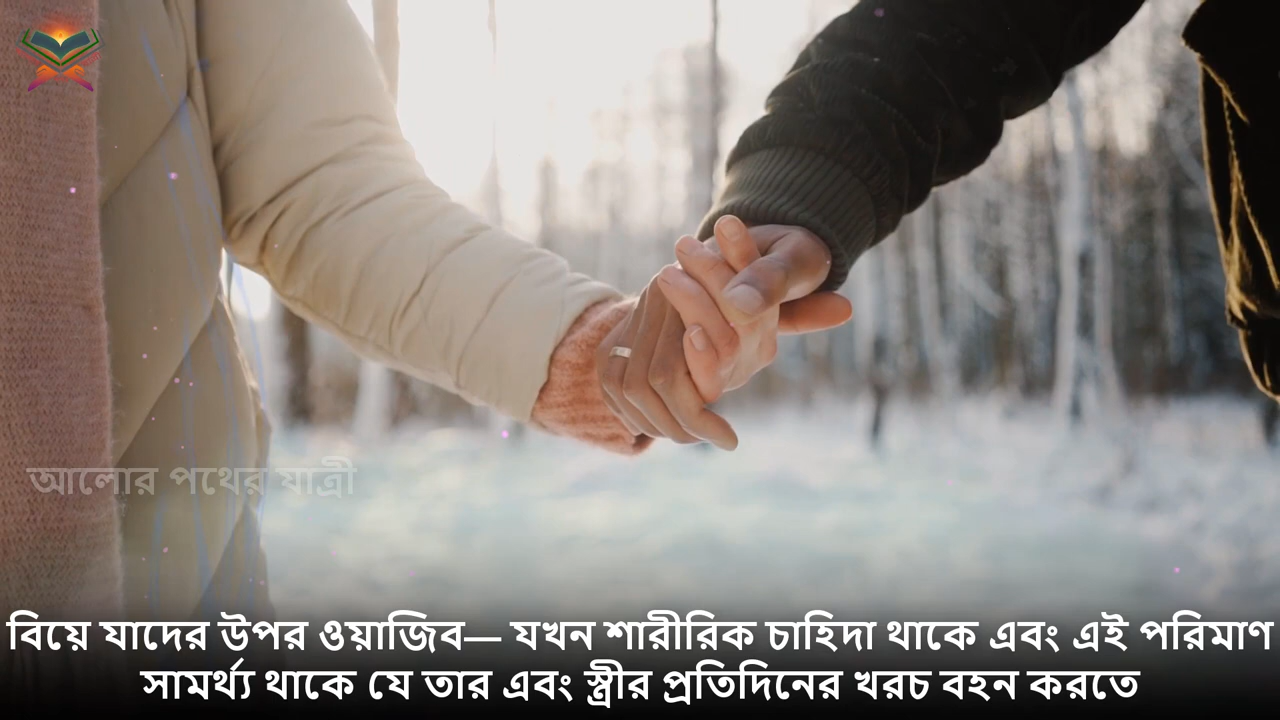 আলোর পথের যাত্রী
বিয়ে যাদের উপর ওয়াজিব— যখন শারীরিক চাহিদা থাকে এবং এই পরিমাণ
সামর্থ্য থাকে যে তার এবং স্ত্রীর প্রতিদিনের খরচ বহন করতে